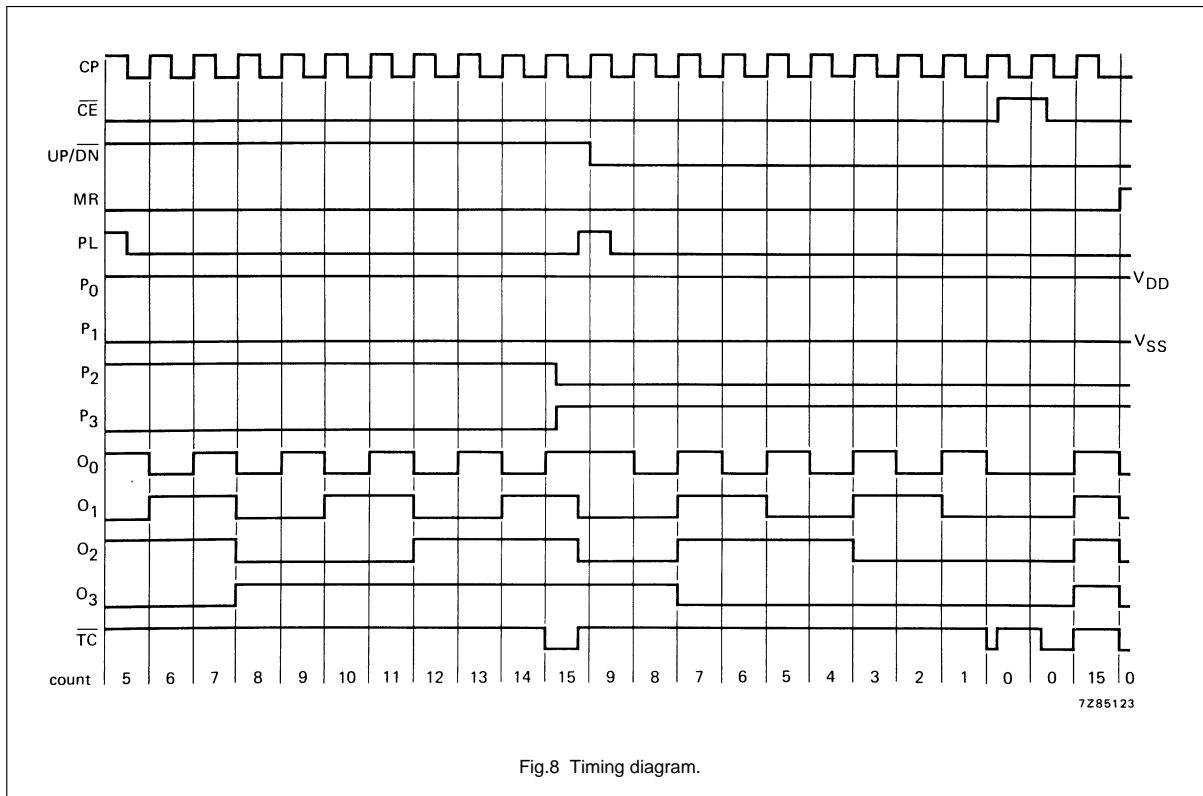 CP
CE
UP/DN
MR
PL
P0
VDD
P1
VSS
P2
P3
O0
O1
O2
O3
TC
count 5 6 7 8 9 10 11 12 13 14 15 9 8 7 6 5 4 3 2 1 0 0 15 0
7Z85123
Fig.8 Timing diagram.